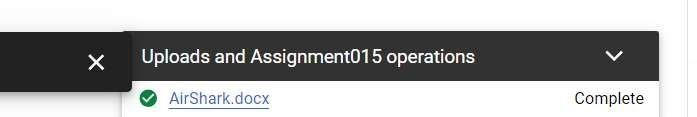 Uploads and Assignment015 operations
AirShark.docx Complete